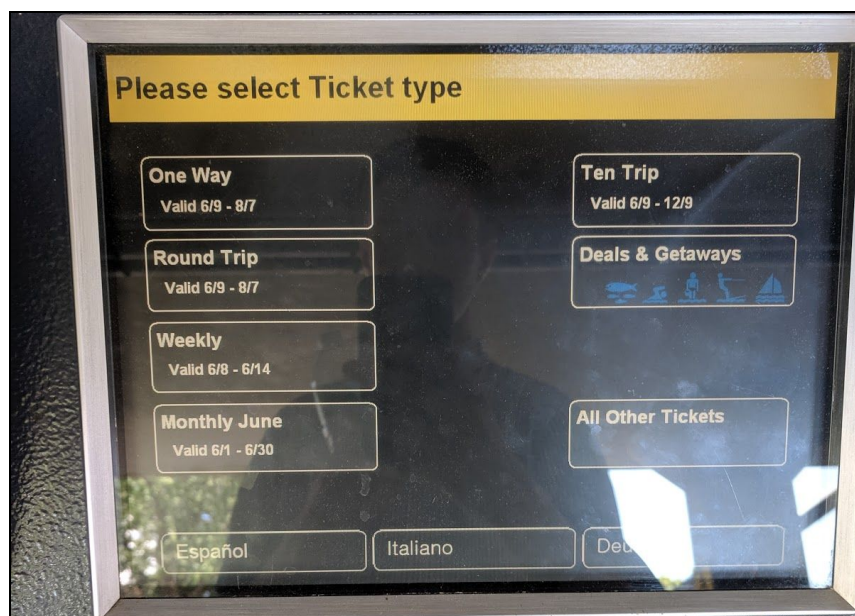 Please select Ticket type
One Way
Valid 6/9 - 8/7
Round Trip
Valid 6/9 - 8/7
Weekly
Valid 6/8 - 6/14
Monthly June
Valid 6/1 - 6/30
Ten Trip
Valid 6/9 - 12/9
Deals & Getaways
All Other Tickets
Español
Italiano